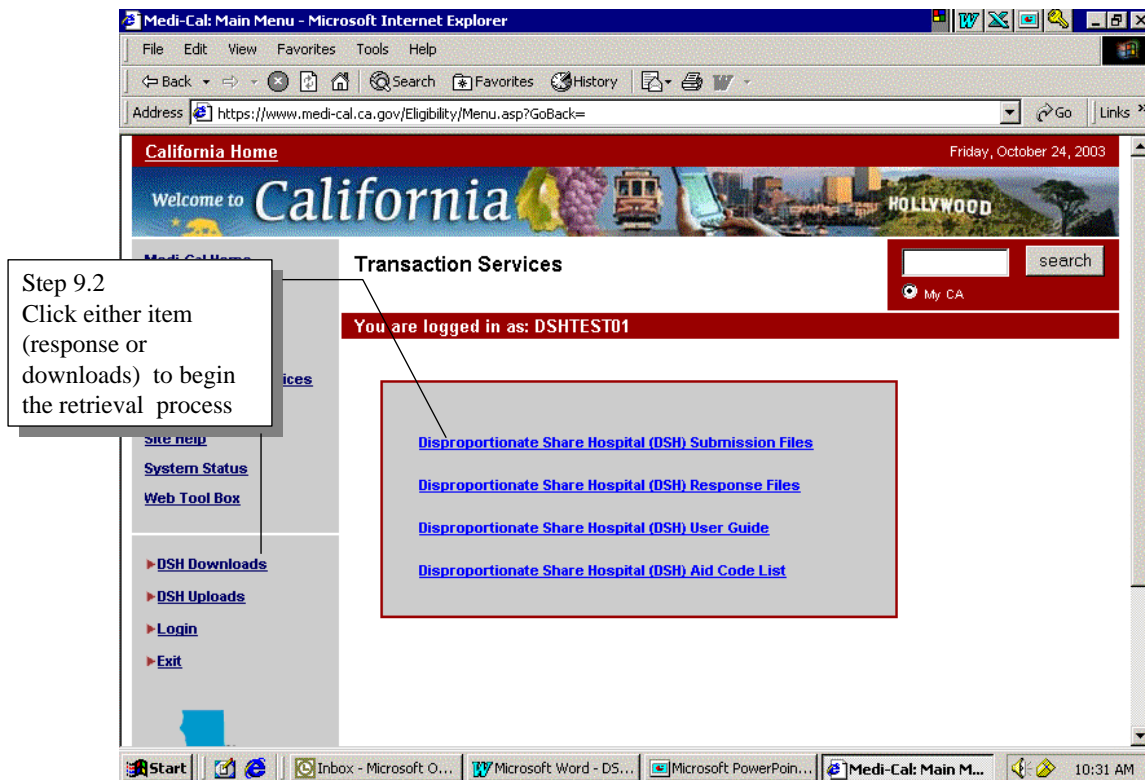 Medi-Cal: Main Menu - Microsoft Internet Explorer
File Edit View Favorites Tools Help
Back Search Favorites History
Address https://www.medi-cal.ca.gov/Eligibility/Menu.asp?GoBack= Go Links »
California Home Friday, October 24, 2003
Welcome to California
HOLLYWOOD
Transaction Services
search
My CA
You are logged in as: DSHTEST01
Step 9.2
Click either item
(response or
downloads) to begin
the retrieval process
ices
Site Help
System Status
Web Tool Box
DSH Downloads
DSH Uploads
Login
Exit
Disproportionate Share Hospital (DSH) Submission Files
Disproportionate Share Hospital (DSH) Response Files
Disproportionate Share Hospital (DSH) User Guide
Disproportionate Share Hospital (DSH) Aid Code List
Start Inbox - Microsoft O... Microsoft Word - DS... Microsoft PowerPoin... Medi-Cal: Main M... 10:31 AM